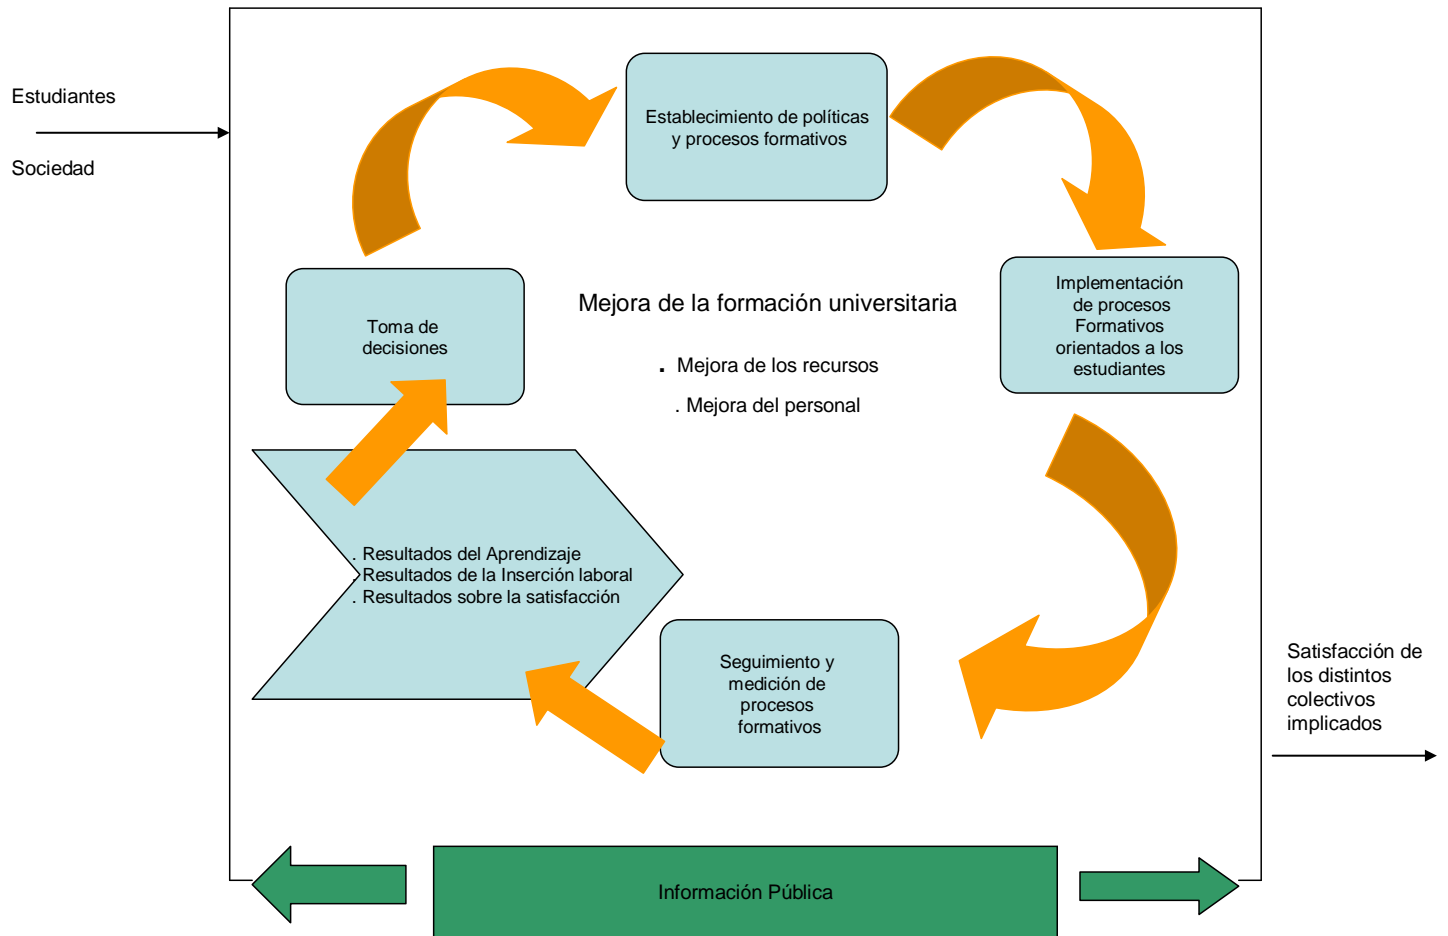 Estudiantes
Sociedad
Establecimiento de políticas
y procesos formativos
Implementación
de procesos
Formativos
orientados a los
estudiantes
Toma de
decisiones
Mejora de la formación universitaria
. Mejora de los recursos
. Mejora del personal
. Resultados del Aprendizaje
. Resultados de la Inserción laboral
. Resultados sobre la satisfacción
Seguimiento y
medición de
procesos
formativos
Satisfacción de
los distintos
colectivos
implicados
Información Pública